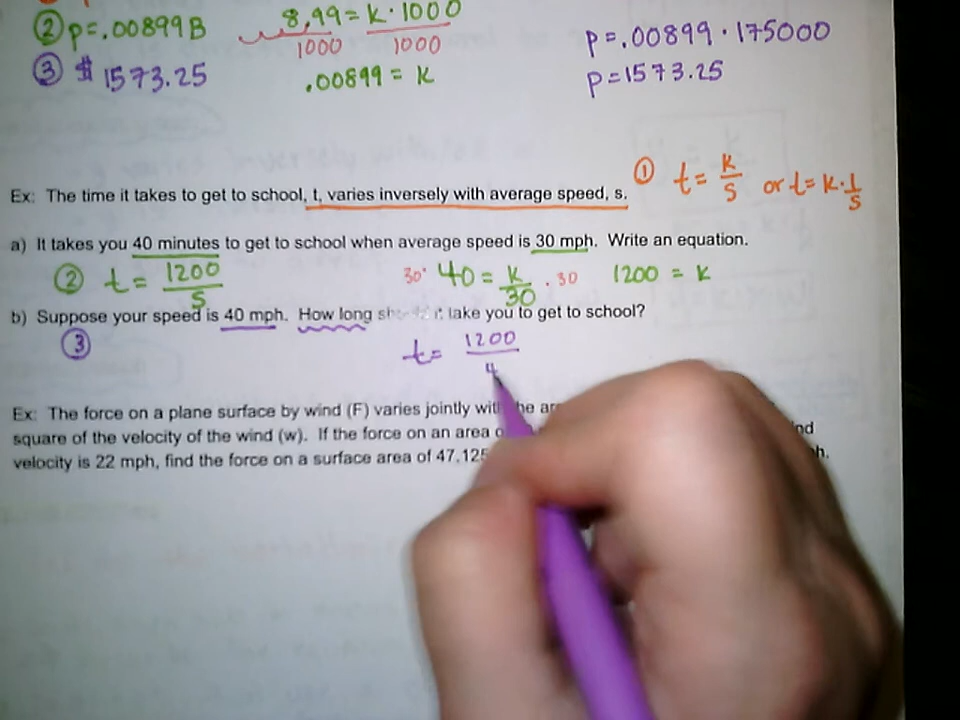 ② p=.00899B 8.99 = k · 1000
1000 1000
p=.00899 · 175000
③ $1573.25 .00899 = k p=1573.25
① t= k/s or t= k· 1/s
Ex: The time it takes to get to school, t, varies inversely with average speed, s.
a) It takes you 40 minutes to get to school when average speed is 30 mph. Write an equation.
② t= 1200/s 30· 40 = k/30 · 30 1200 = k
b) Suppose your speed is 40 mph. How long take you to get to school?
③ t= 1200/4
Ex: The force on a plane surface by wind (F) varies jointly with the
square of the velocity of the wind (w). If the force on an area
velocity is 22 mph, find the force on a surface area of 47.125